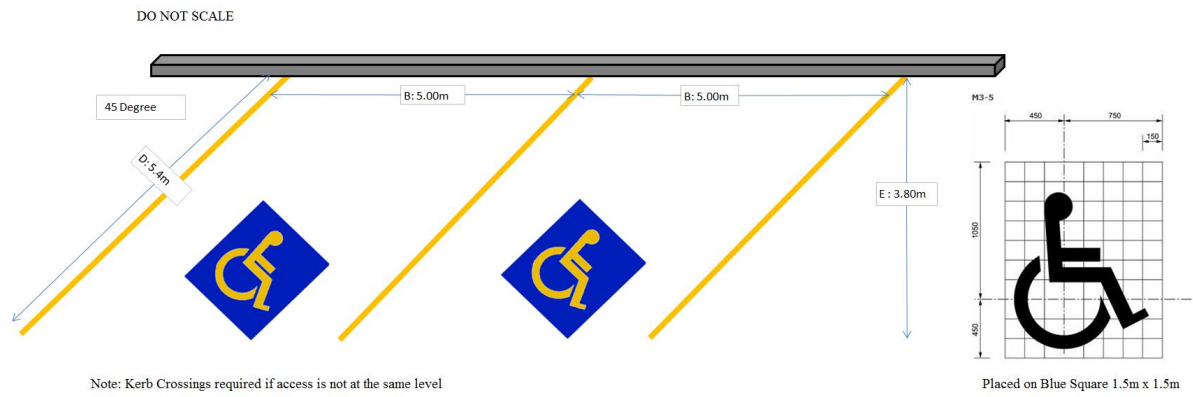 DO NOT SCALE
45 Degree
B: 5.00m
B: 5.00m
D: 5.4m
E : 3.80m
M3-5
450
750
150
1050
450
Note: Kerb Crossings required if access is not at the same level
Placed on Blue Square 1.5m x 1.5m